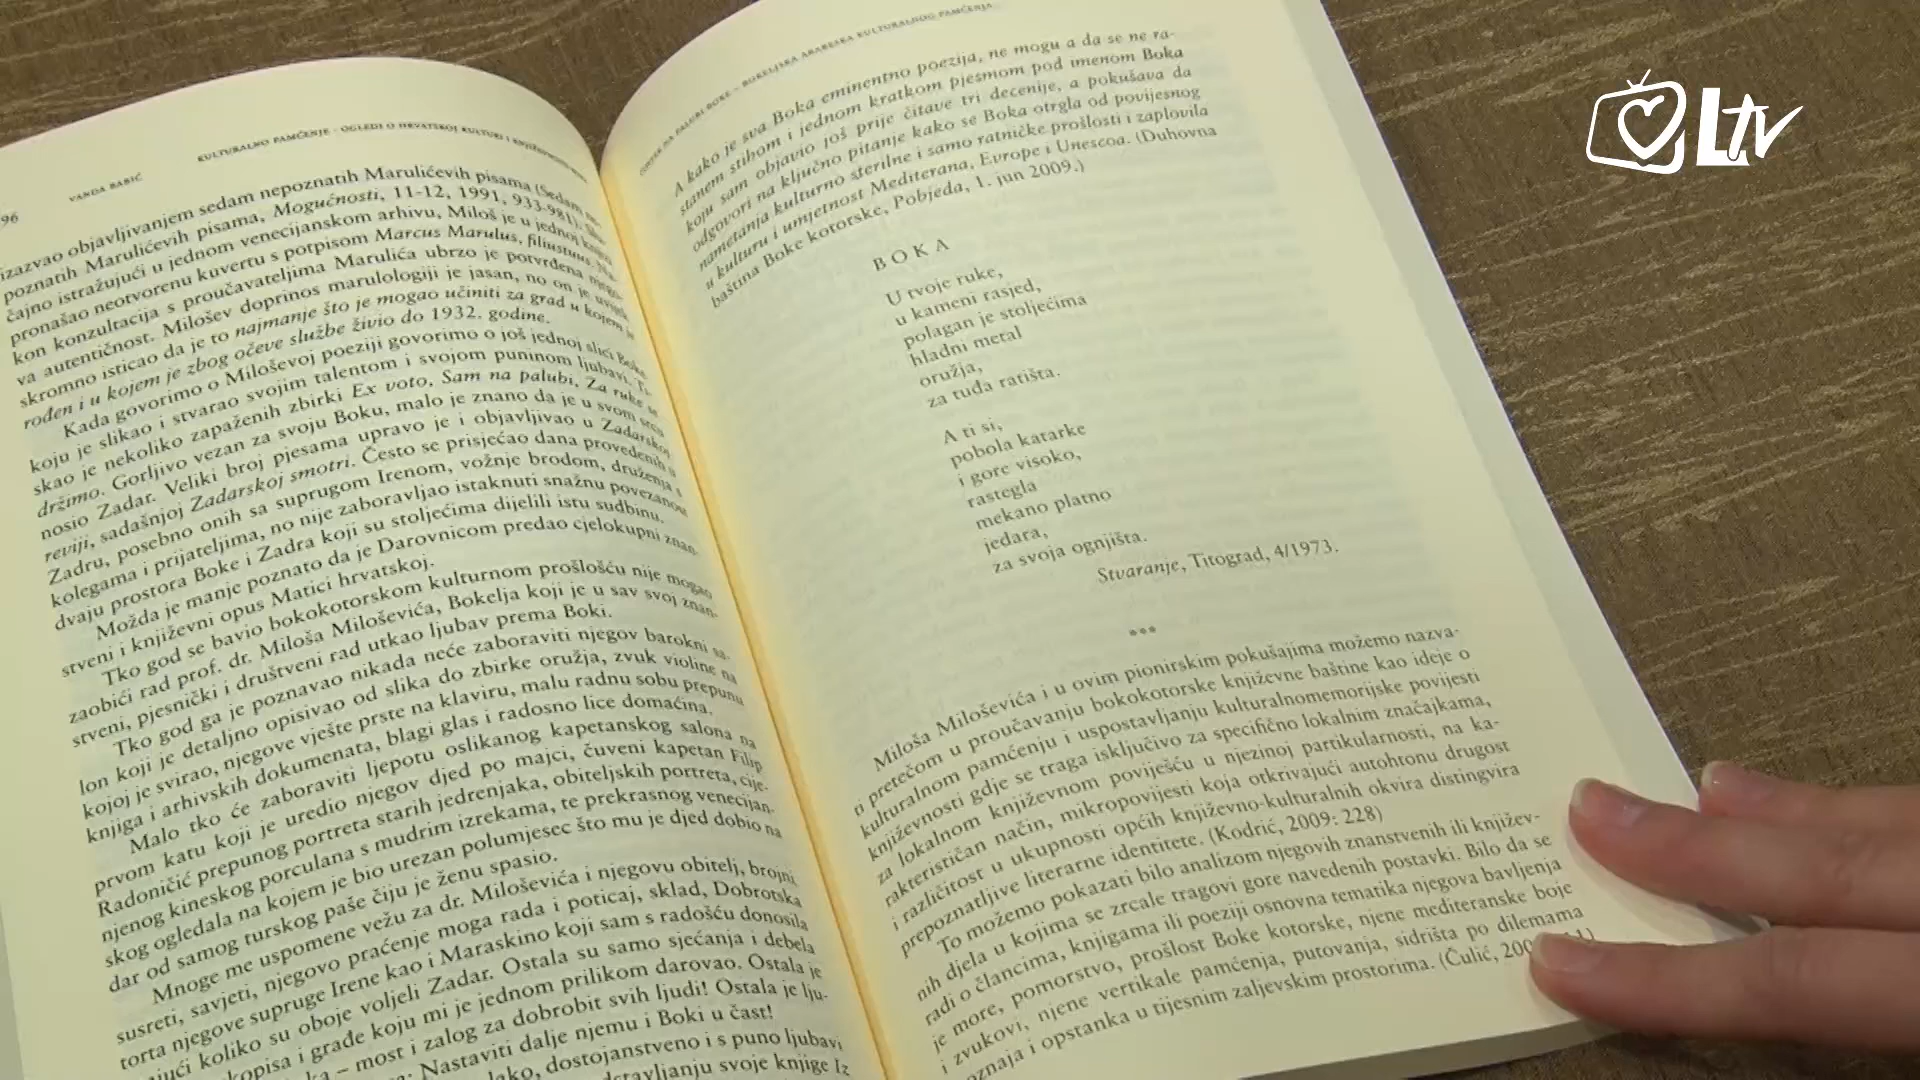 96
VANDA BABIĆ
KULTURALNO PAMĆENJE - OGLEDI O HRVATSKOJ KULTURI I
izazvao objavljivanjem sedam nepoznatih Marulićevih pisama (Sedam
poznatih Marulićevih pisama, Mogućnosti, 11-12, 1991, 933-981).
čajno istražujući u jednom venecijanskom arhivu, Miloš je u jednoj
pronašao neotvorenu kuvertu s potpisom Marcus Marulus,
kon konzultacija s proučavateljima Marulića ubrzo je potvrđena
va autentičnost. Milošev doprinos marulologiji je jasan, no on je
skromno isticao da je to najmanje što je mogao učiniti za grad u kojem je
rođen i u kojem je zbog očeve službe živio do 1932. godine.
Kada govorimo o Miloševoj poeziji govorimo o još jednoj slici Boke
koju je slikao i stvarao svojim talentom i svojom puninom ljubavi.
skao je nekoliko zapaženih zbirki Ex voto, Sam na palubi, Za ruke se
držimo. Gorljivo vezan za svoju Boku, malo je znano da je u svom srcu
nosio Zadar. Veliki broj pjesama upravo je i objavljivao u Zadarskoj
reviji, sadašnjoj Zadarskoj smotri. Često se prisjećao dana provedenih u
Zadru, posebno onih sa suprugom Irenom, vožnje brodom, druženja s
kolegama i prijateljima, no nije zaboravljao istaknuti snažnu povezanost
dvaju prostora Boke i Zadra koji su stoljećima dijelili istu sudbinu.
Možda je manje poznato da je Darovnicom predao cjelokupni znan-
stveni i književni opus Matici hrvatskoj.
Tko god se bavio bokokotorskom kulturnom prošlošću nije mogao
zaobići rad prof. dr. Miloša Miloševića, Bokelja koji je u sav svoj znan-
stveni, pjesnički i društveni rad utkao ljubav prema Boki.
Tko god ga je poznavao nikada neće zaboraviti njegov barokni sa-
lon koji je detaljno opisivao od slika do zbirke oružja, zvuk violine na
kojoj je svirao, njegove vješte prste na klaviru, malu radnu sobu prepunu
knjiga i arhivskih dokumenata, blagi glas i radosno lice domaćina.
Malo tko će zaboraviti ljepotu oslikanog kapetanskog salona na
prvom katu koji je uredio njegov djed po majci, čuveni kapetan Filip
Radoničić prepunog portreta starih jedrenjaka, obiteljskih portreta, cije-
njenog kineskog porculana s mudrim izrekama, te prekrasnog venecijan-
skog ogledala na kojem je bio urezan polumjesec što mu je djed dobio na
dar od samog turskog paše čiju je ženu spasio.
Mnoge me uspomene vežu za dr. Miloševića i njegovu obitelj, brojni
susreti, savjeti, njegovo praćenje moga rada i poticaj, sklad, Dobrotska
torta njegove supruge Irene kao i Maraskino koji sam s radošću donosila
koliko su oboje voljeli Zadar. Ostala su samo sjećanja i debela
i građe koju mi je jednom prilikom darovao. Ostala je lju-
– most i zalog za dobrobit svih ljudi! Ostala je
Nastaviti dalje njemu i Boki u čast!
dostojanstveno i s puno ljubavi
svoje knjige Iz
PALUBI BOKE – BOKELJSKA ARABESKA KULTURALNOG PAMĆENJA
A kako je sva Boka eminentno poezija, ne mogu a da se ne ra-
stanem stihom i jednom kratkom pjesmom pod imenom Boka
koju sam objavio još prije čitave tri decenije, a pokušava da
odgovori na ključno pitanje kako se Boka otrgla od povijesnog
nametanja kulturno sterilne i samo ratničke prošlosti i zaplovila
u kulturu i umjetnost Mediterana, Evrope i Unescoa. (Duhovna
baština Boke kotorske, Pobjeda, 1. jun 2009.)
BOKA
U tvoje ruke,
u kameni rasjed,
polagan je stoljećima
hladni metal
oružja,
za tuđa ratišta.
A ti si,
pobola katarke
i gore visoko,
rastegla
mekano platno
jedara,
za svoja ognjišta.
Stvaranje, Titograd, 4/1973.
***
Miloša Miloševića i u ovim pionirskim pokušajima možemo nazva-
ti pretečom u proučavanju bokokotorske književne baštine kao ideje o
kulturalnom pamćenju i uspostavljanju kulturalnomemorijske povijesti
književnosti gdje se traga isključivo za specifično lokalnim značajkama,
za lokalnom književnom poviješću u njezinoj partikularnosti, na ka-
rakterističan način, mikropovijesti koja otkrivajući autohtronu drugost
i različitost u ukupnosti općih književno-kulturalnih okvira distingvira
prepoznatljive literarne identitete. (Kodrić, 2009: 228)
To možemo pokazati bilo analizom njegovih znanstvenih ili književ-
nih djela u kojima se zrcale tragovi gore navedenih postavki. Bilo da se
radi o člancima, knjigama ili poeziji osnovna tematika njegova bavljenja
je more, pomorstvo, prošlost Boke kotorske, njene mediteranske boje
i zvukovi, njene vertikale pamćenja, putovanja, sidrišta po dilemama
oznaja i opstanka u tijesnim zaljevskim prostorima. (Čulić,
LTV